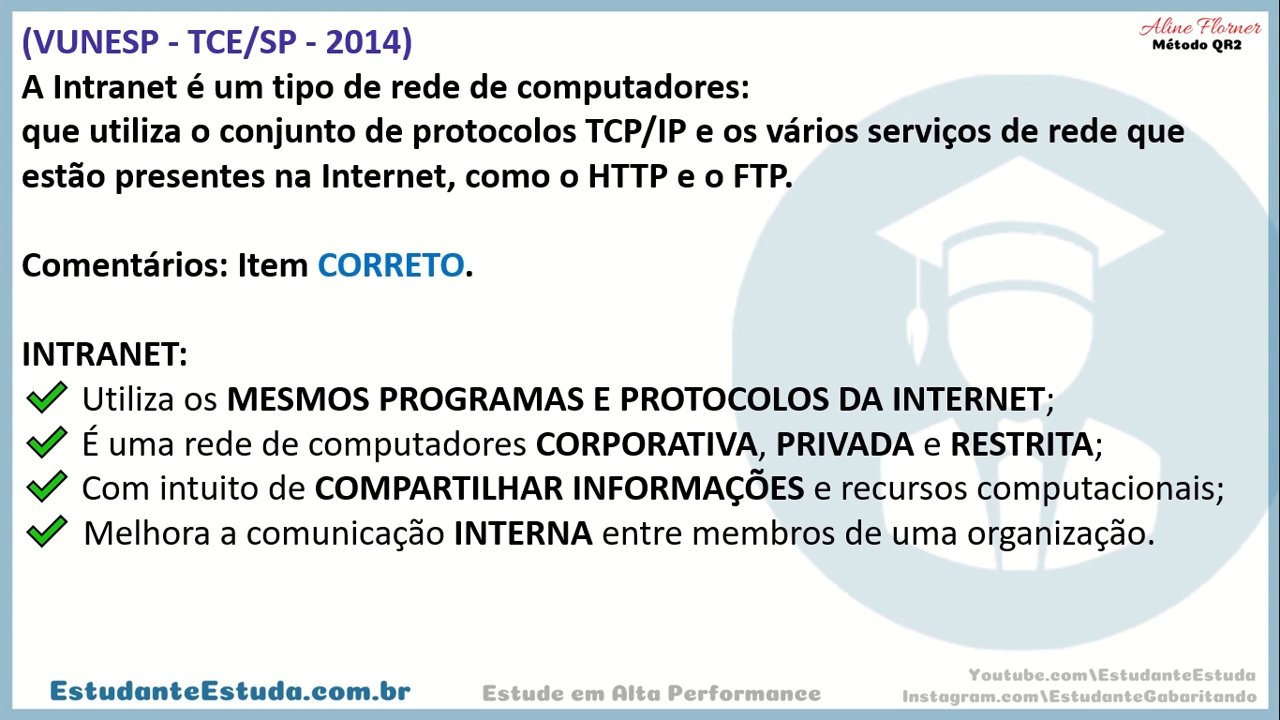 (VUNESP - TCE/SP - 2014)
Aline Florner
Método QR2
A Intranet é um tipo de rede de computadores:
que utiliza o conjunto de protocolos TCP/IP e os vários serviços de rede que
estão presentes na Internet, como o HTTP e o FTP.
Comentários: Item CORRETO.
INTRANET:
Utiliza os MESMOS PROGRAMAS E PROTOCOLOS DA INTERNET;
É uma rede de computadores CORPORATIVA, PRIVADA e RESTRITA;
Com intuito de COMPARTILHAR INFORMAÇÕES e recursos computacionais;
Melhora a comunicação INTERNA entre membros de uma organização.
EstudanteEstuda.com.br
Estude em Alta Performance
Youtube.com\EstudanteEstuda
Instagram.com\EstudanteGabaritando